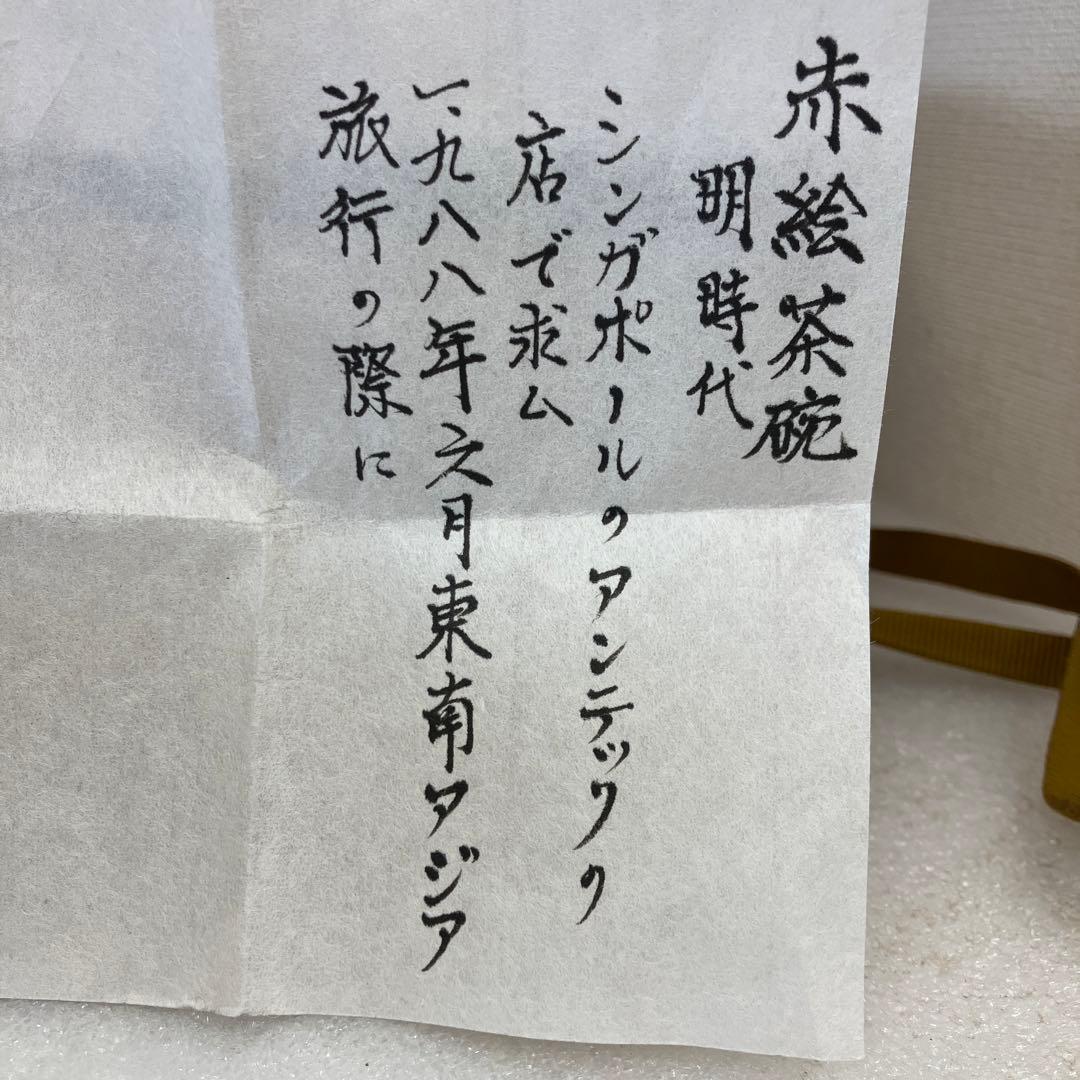 赤絵茶碗
明時代
シンガポールのアンテックの
店で求ム
一、九八八年六月東南アジア
旅行の際に